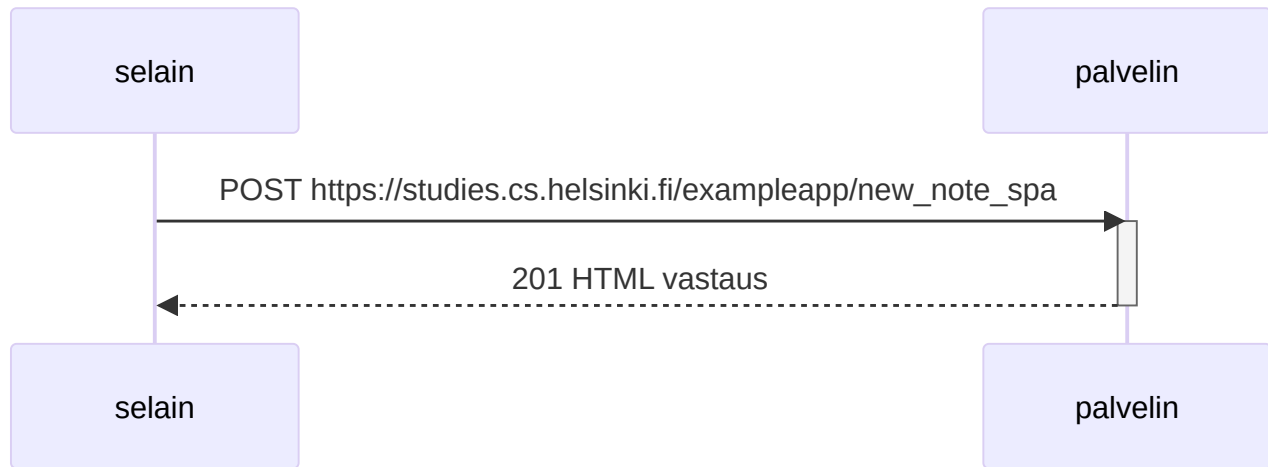 selain
palvelin
POST https://studies.cs.helsinki.fi/exampleapp/new_note_spa
201 HTML vastaus
selain
palvelin